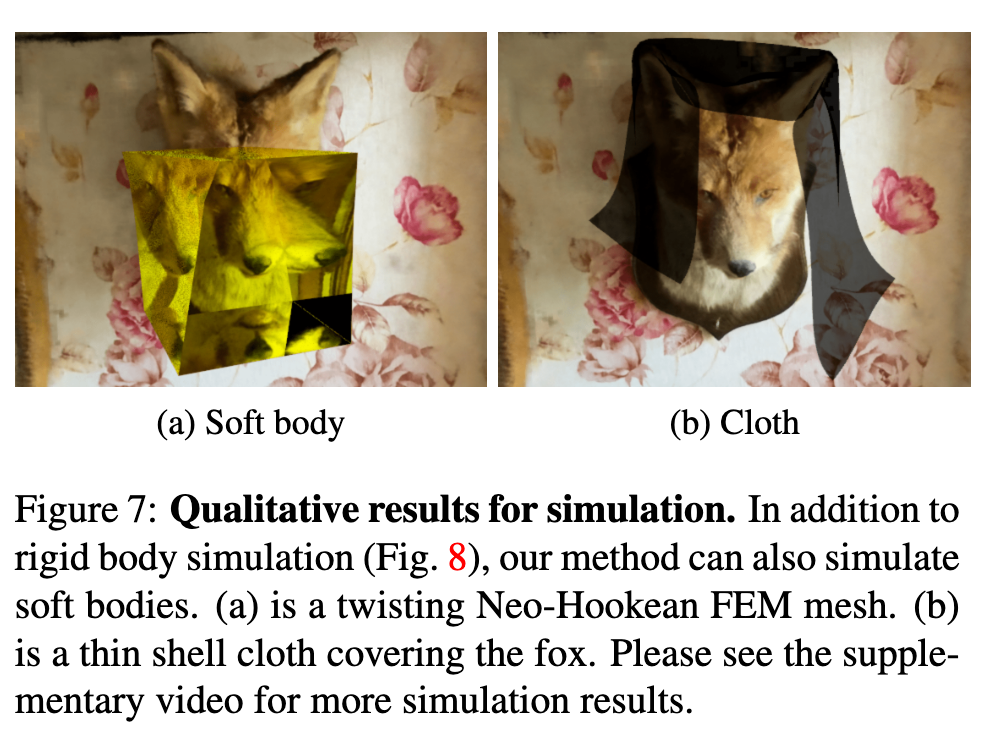 (a) Soft body
(b) Cloth
Figure 7: Qualitative results for simulation. In addition to
rigid body simulation (Fig. 8), our method can also simulate
soft bodies. (a) is a twisting Neo-Hookean FEM mesh. (b)
is a thin shell cloth covering the fox. Please see the supple-
mentary video for more simulation results.